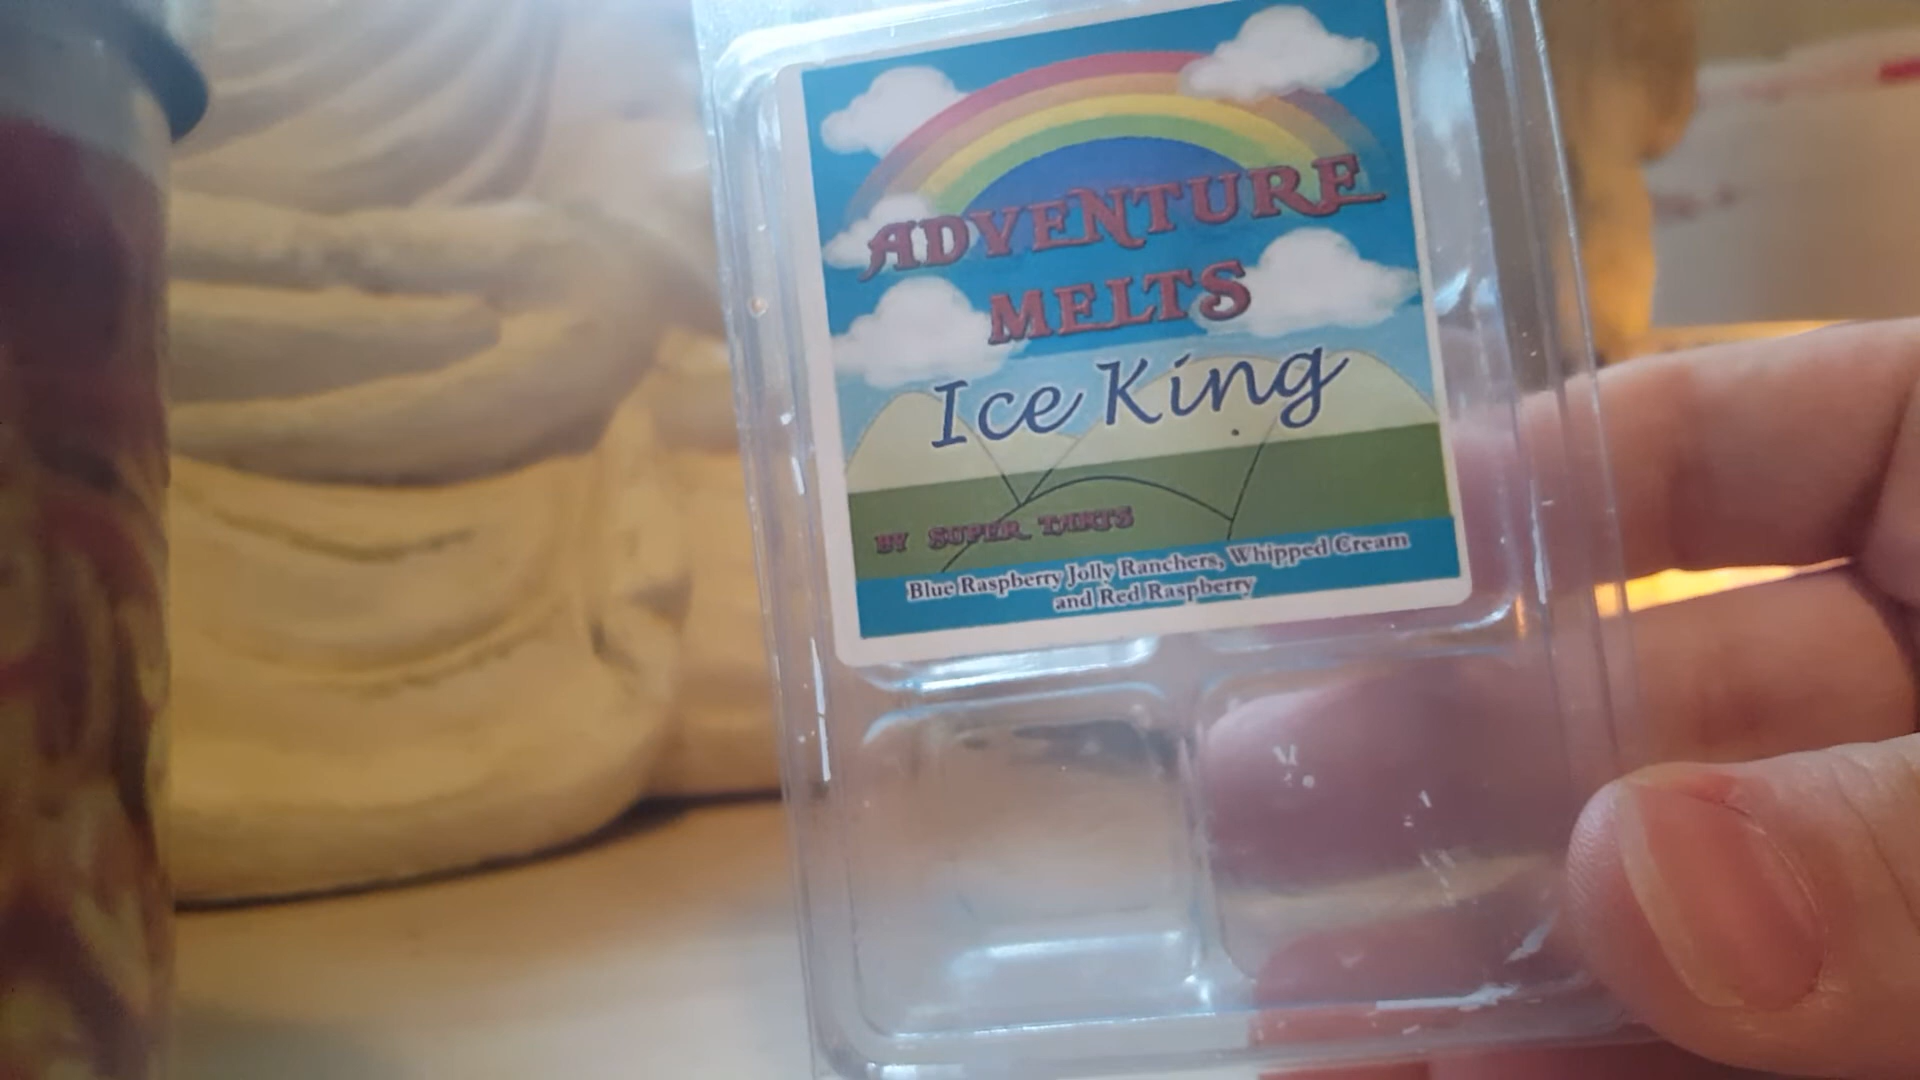 ADVENTURE
MELTS
Ice King
BY SUPER TARTS
Blue Raspberry Jolly Ranchers, Whipped Cream
and Red Raspberry